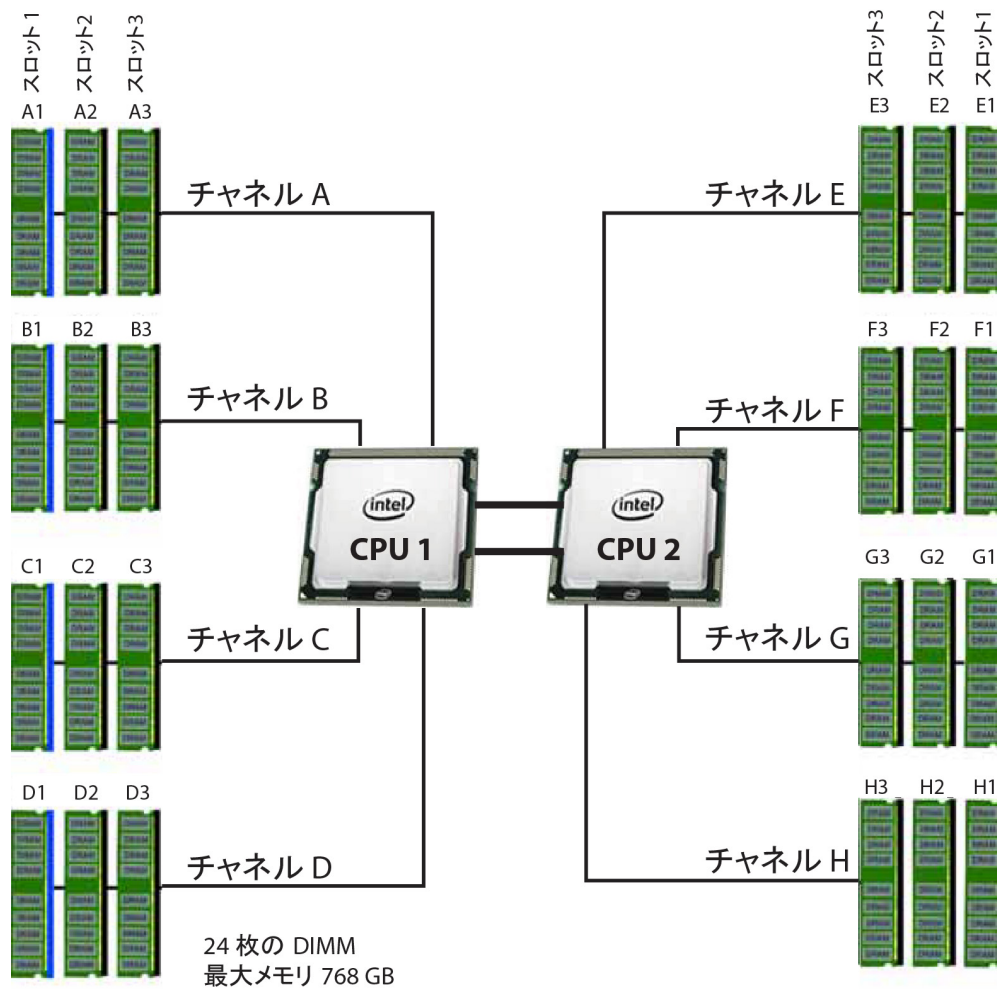 スロット1 スロット2 スロット3
A1 A2 A3
チャネル A
B1 B2 B3
チャネル B
C1 C2 C3
チャネル C
D1 D2 D3
チャネル D
intel
CPU 1
intel
CPU 2
スロット3 スロット2 スロット1
E3 E2 E1
チャネル E
F3 F2 F1
チャネル F
G3 G2 G1
チャネル G
H3 H2 H1
チャネル H
24 枚の DIMM
最大メモリ 768 GB